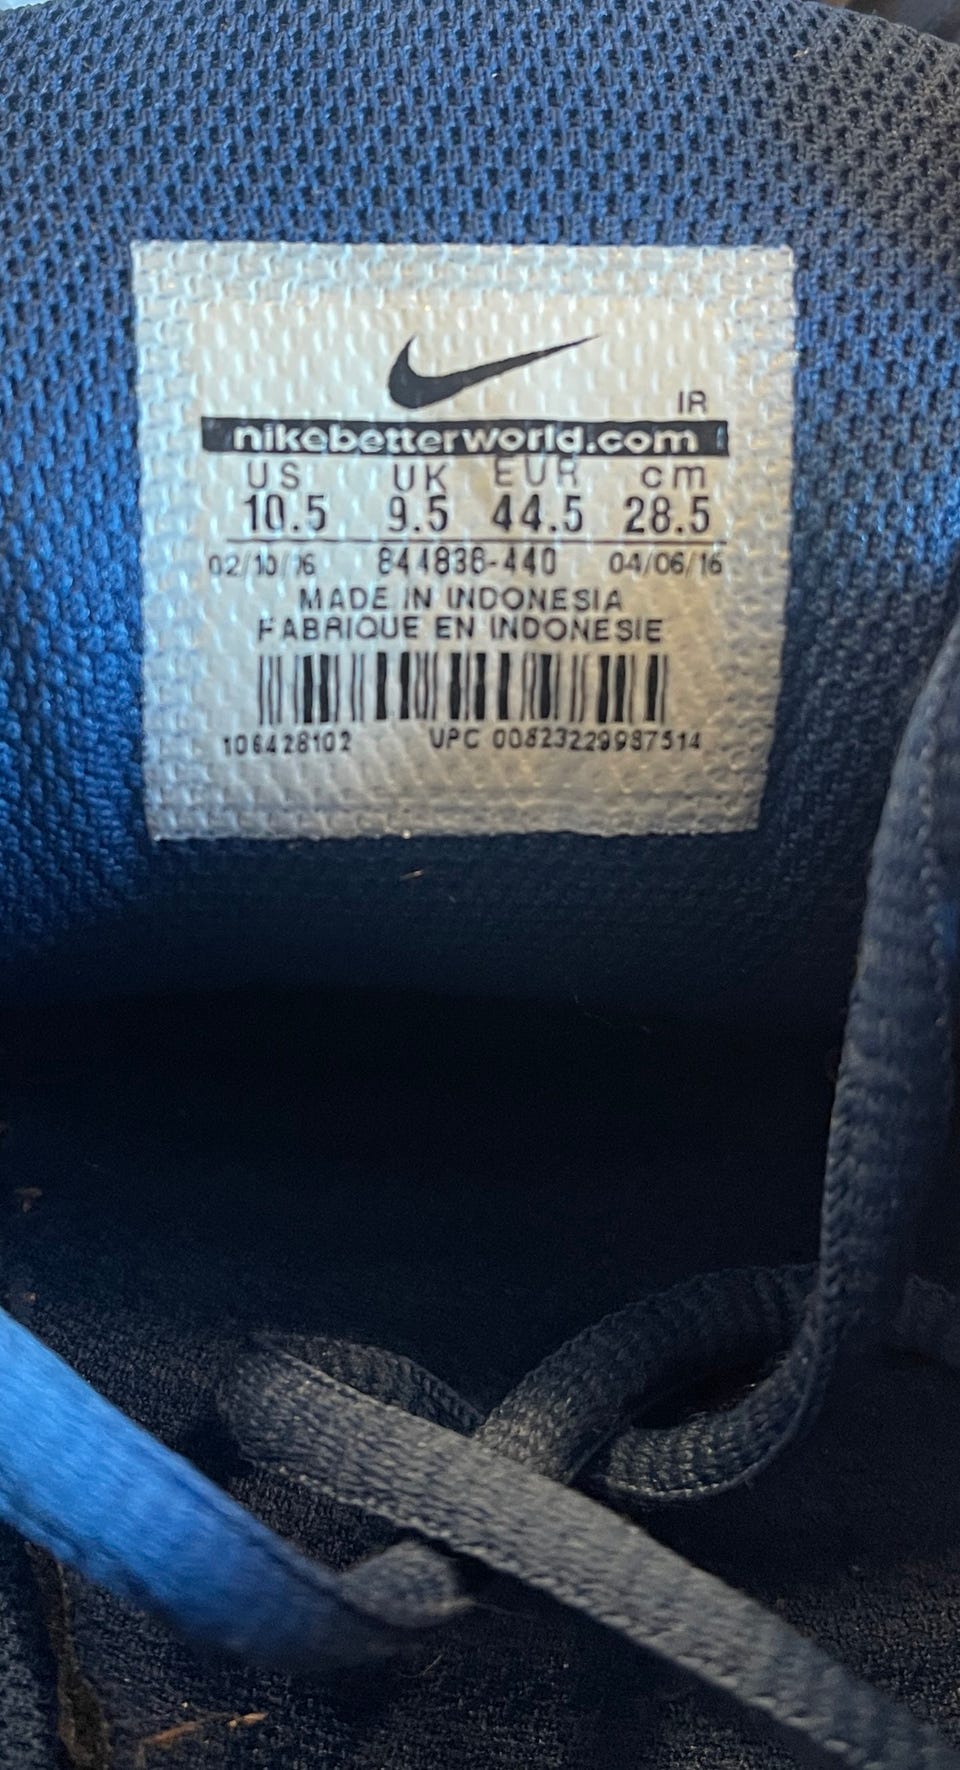 IR
nikebetterworld.com
US UK EUR cm
10.5 9.5 44.5 28.5
02/10/16 844838-440 04/06/16
MADE IN INDONESIA
FABRIQUE EN INDONESIE
106428102 UPC 00823229987514